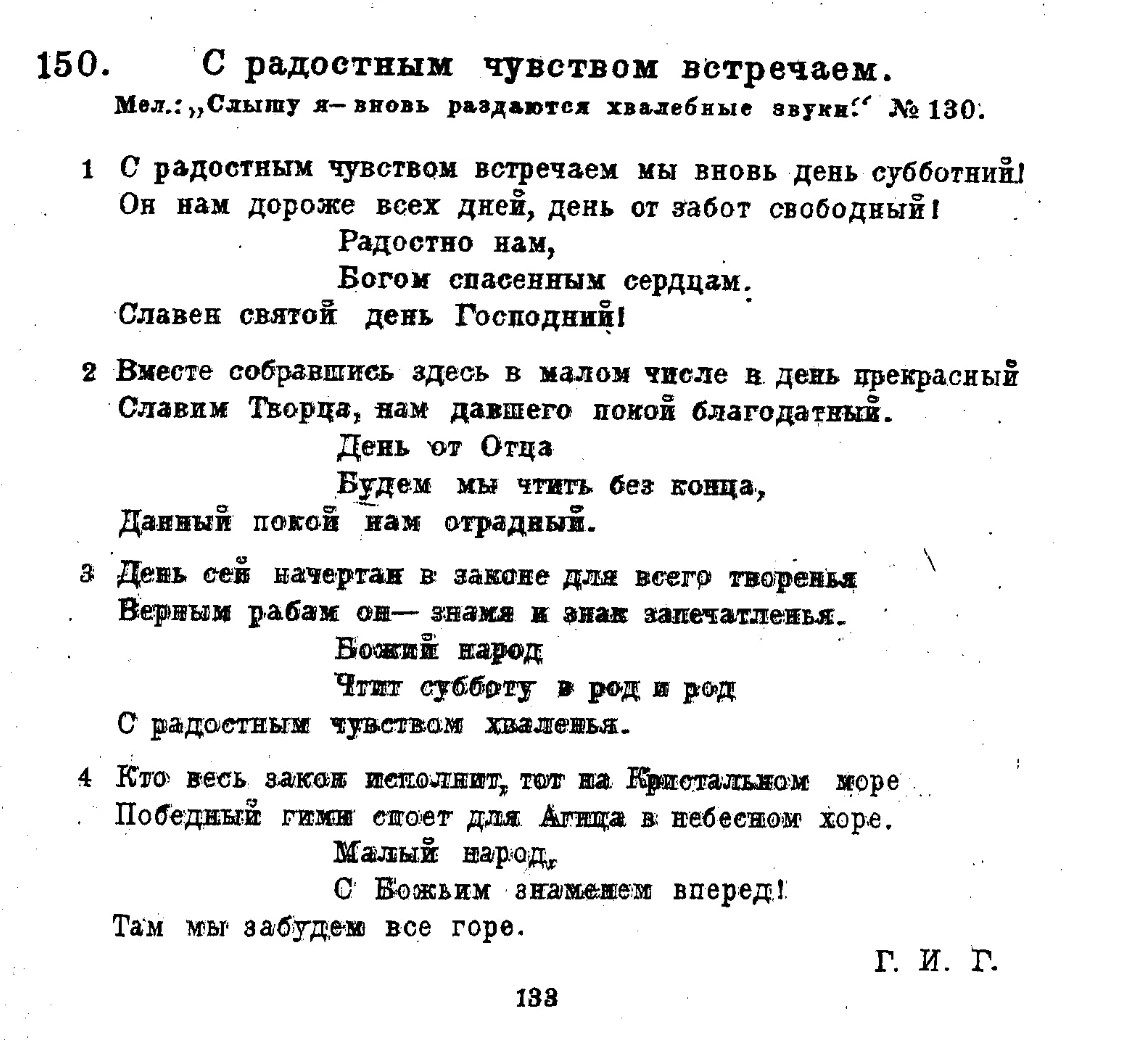 150. С радостным чувством встречаем.
Мел.: „Слышу я—вновь раздаются хвалебные звуки.“ № 130.
1 С радостным чувством встречаем мы вновь день субботний!
Он нам дороже всех дней, день от забот свободный!
Радостно нам,
Богом спасенным сердцам.
Славен святой день Господний!
2 Вместе собравшись здесь в малом числе в день прекрасный
Славим Творца, нам давшего покой благодатный.
День от Отца
Будем мы чтить без конца,
Данный покой нам отрадный.
3 День сей начертан в законе для всего творенья
Верным рабам он— знамя и знак запечатленья.
Божий народ
Чтит субботу в род и род
С радостным чувством хваленья.
4 Кто весь закон исполнит, тот на Кристальном море
Победный гимн споет для Агнца в небесном хоре.
Малый народ,
С Божьим знаменем вперед!
Там мы забудем все горе.
Г. И. Г.
133